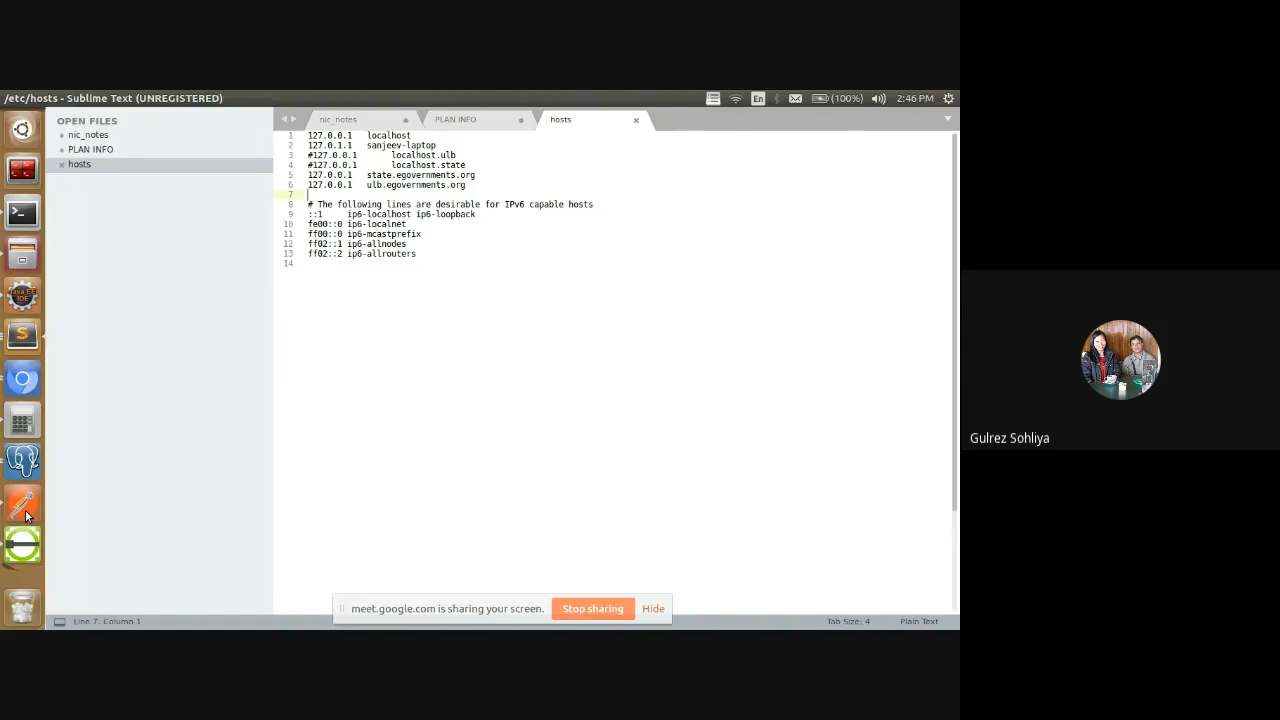 /etc/hosts - Sublime Text (UNREGISTERED)
En
(100%)
2:46 PM
OPEN FILES
nic_notes
PLAN INFO
hosts
nic_notes
PLAN INFO
hosts
1 127.0.0.1 localhost
2 127.0.1.1 sanjeev-laptop
3 #127.0.0.1 localhost.ulb
4 #127.0.0.1 localhost.state
5 127.0.0.1 state.egovernments.org
6 127.0.0.1 ulb.egovernments.org
7
8 # The following lines are desirable for IPv6 capable hosts
9 ::1 ip6-localhost ip6-loopback
10 fe00::0 ip6-localnet
11 ff00::0 ip6-mcastprefix
12 ff02::1 ip6-allnodes
13 ff02::2 ip6-allrouters
14
Java EE
IDE
S
meet.google.com is sharing your screen.
Stop sharing
Hide
Line 7, Column 1
Tab Size: 4
Plain Text
Gulrez Sohliya